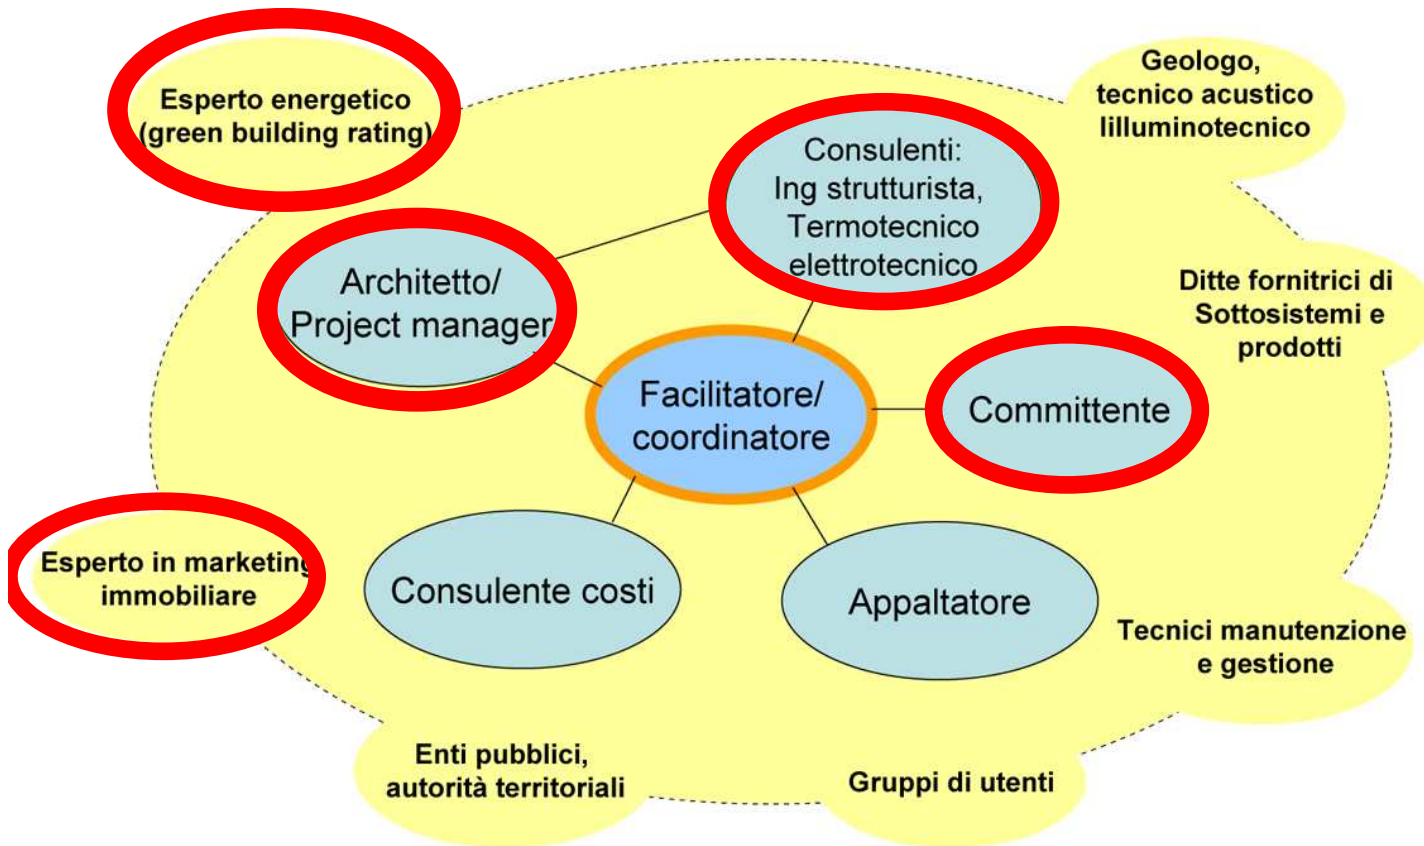 Esperto energetico
(green building rating)
Geologo,
tecnico acustico
lilluminotecnico
Consulenti:
Ing strutturista,
Termotecnico
elettrotecnico
Architetto/
Project manager
Ditte fornitrici di
Sottosistemi e
prodotti
Facilitatore/
coordinatore
Committente
Esperto in marketing
immobiliare
Consulente costi
Appaltatore
Tecnici manutenzione
e gestione
Enti pubblici,
autorità territoriali
Gruppi di utenti